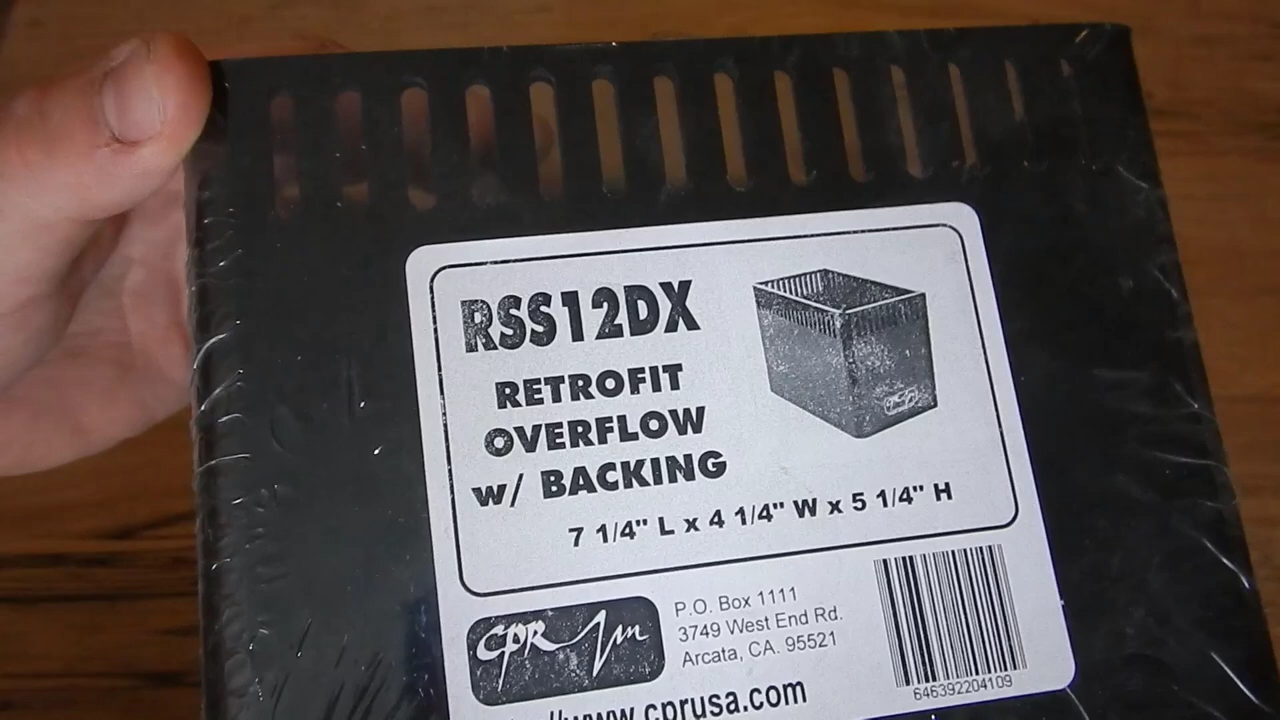 RSS12DX
RETROFIT
OVERFLOW
w/ BACKING
7 1/4" L x 4 1/4" W x 5 1/4" H
cpr
P.O. Box 1111
3749 West End Rd.
Arcata, CA. 95521
646392204109
www.cprusa.com